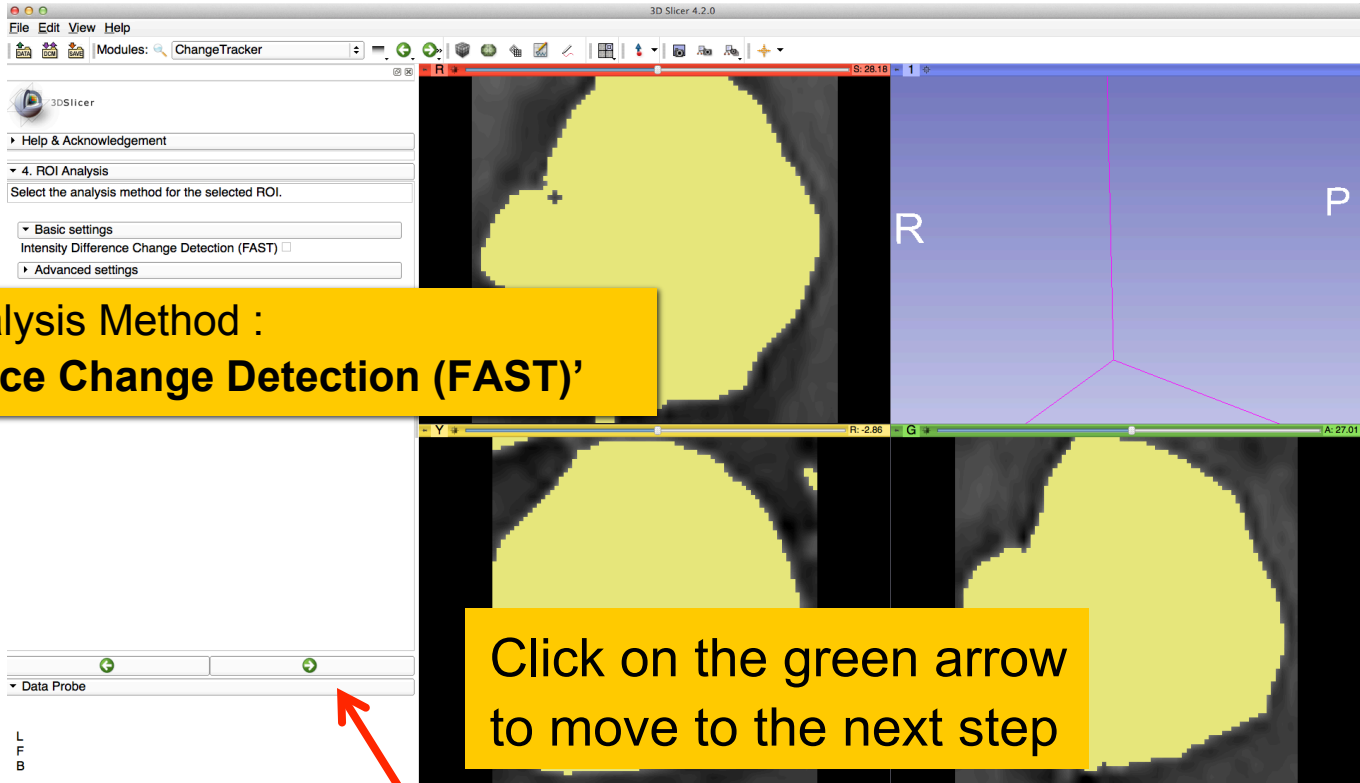 3D Slicer 4.2.0
File Edit View Help
DATA DCM SAVE Modules: ChangeTracker
R S: 28.18 1
3DSlicer
Help & Acknowledgement
4. ROI Analysis
Select the analysis method for the selected ROI.
Basic settings
Intensity Difference Change Detection (FAST)
Advanced settings
R P
alysis Method :
ce Change Detection (FAST)’
Y R: -2.86 G A: 27.01
Click on the green arrow
to move to the next step
Data Probe
L
F
B